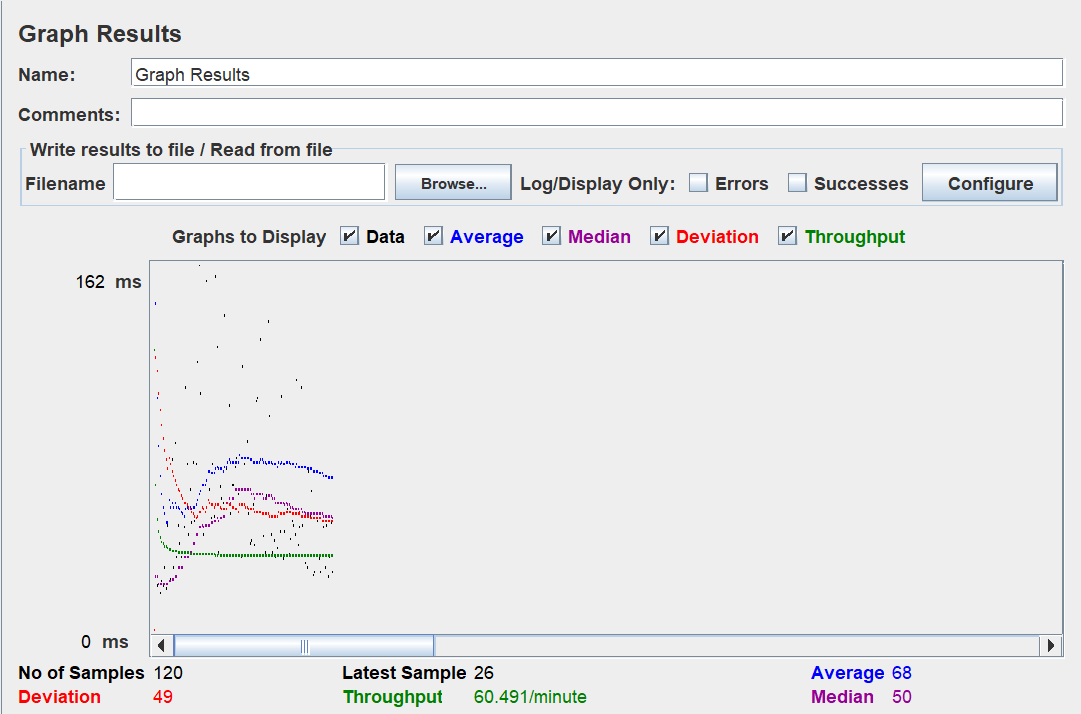 Graph Results
Name: Graph Results
Comments:
Write results to file / Read from file
Filename Browse... Log/Display Only: Errors Successes Configure
Graphs to Display Data Average Median Deviation Throughput
162 ms
0 ms
No of Samples 120 Latest Sample 26 Average 68
Deviation 49 Throughput 60.491/minute Median 50